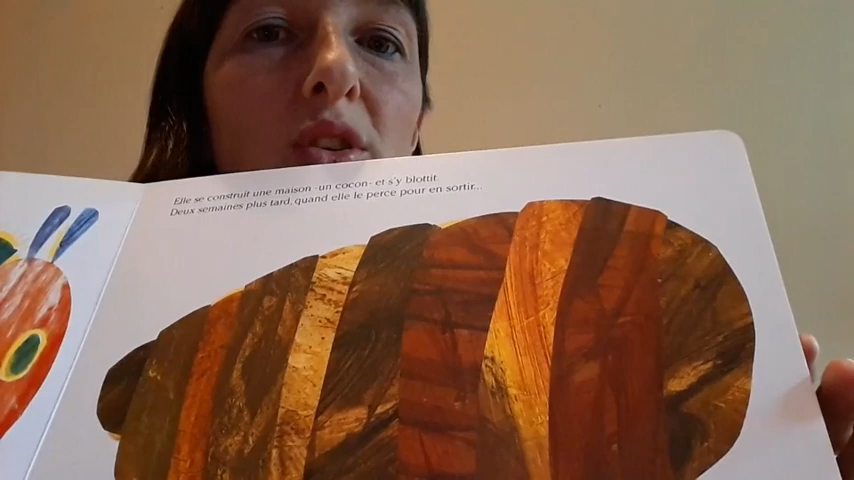 Elle se construit une maison -un cocon- et s'y blottit.
Deux semaines plus tard, quand elle le perce pour en sortir...